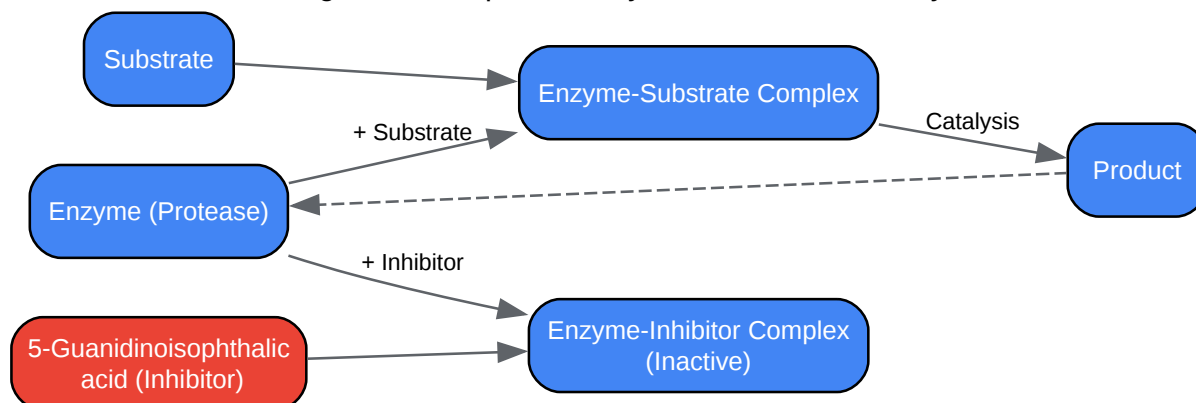 Substrate
Enzyme-Substrate Complex
+ Substrate
Catalysis
Product
Enzyme (Protease)
+ Inhibitor
5-Guanidinoisophthalic
acid (Inhibitor)
Enzyme-Inhibitor Complex
(Inactive)